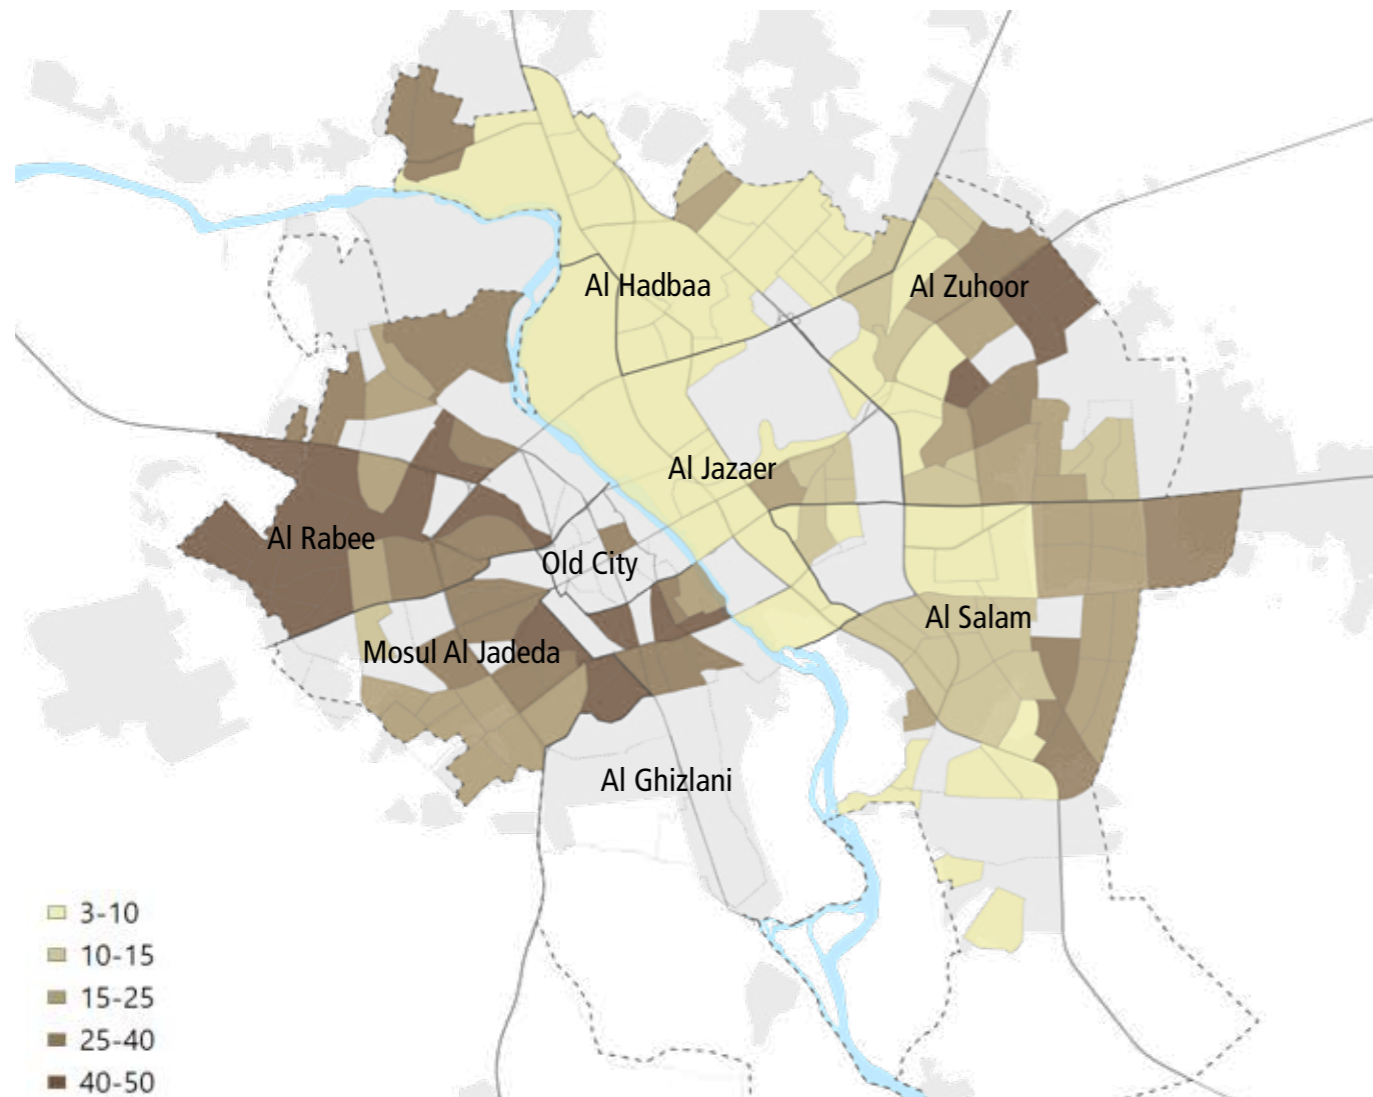 Al Hadbaa
Al Zuhoor
Al Jazaer
Al Rabee
Old City
Al Salam
Mosul Al Jadeda
Al Ghizlani
3-10
10-15
15-25
25-40
40-50